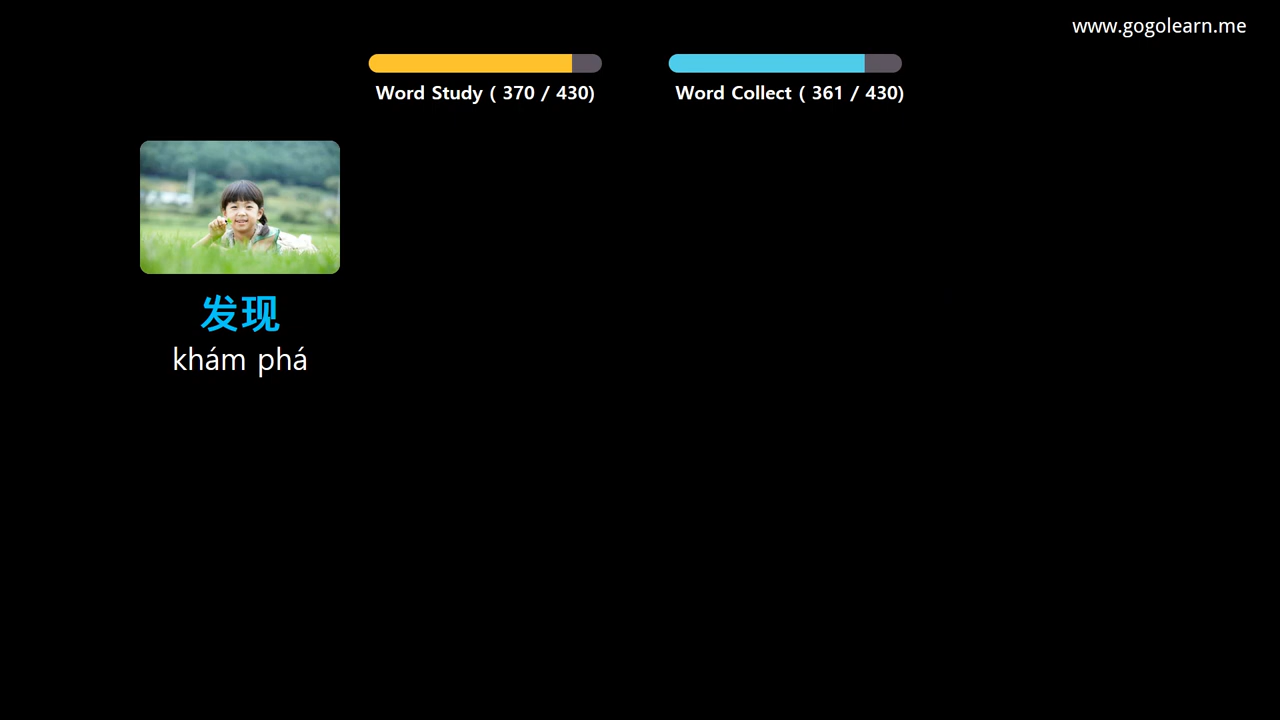 www.gogolearn.me
Word Study ( 370 / 430)
Word Collect ( 361 / 430)
发现
khám phá